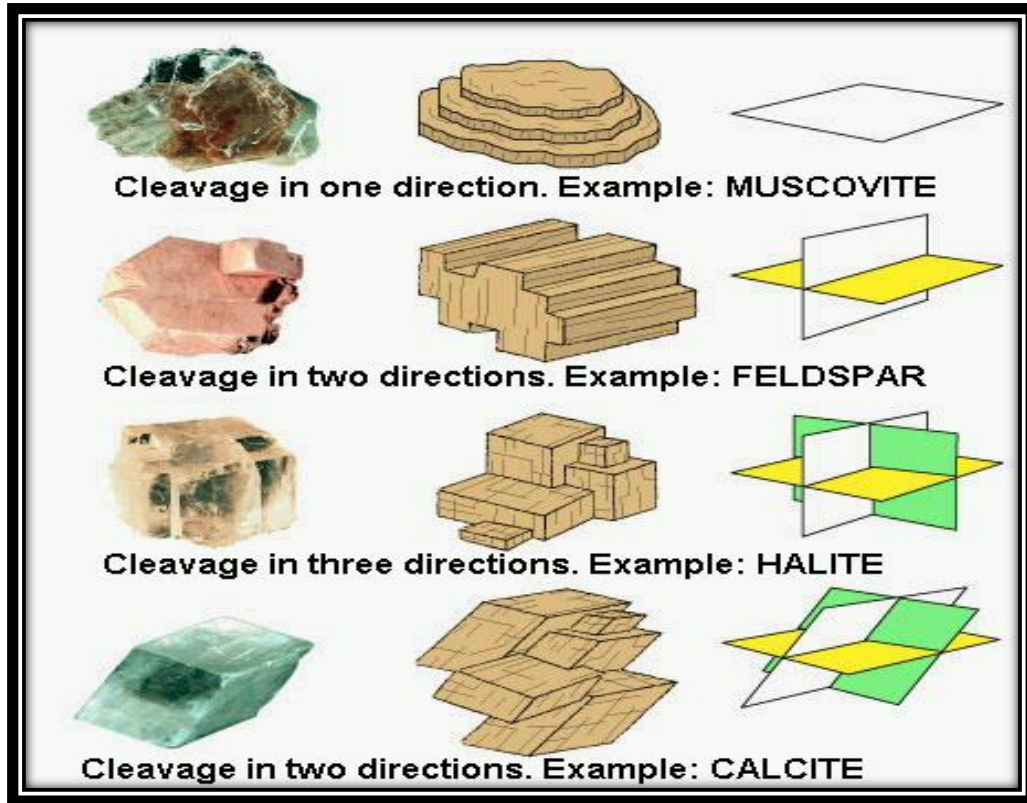 Cleavage in one direction. Example: MUSCOVITE
Cleavage in two directions. Example: FELDSPAR
Cleavage in three directions. Example: HALITE
Cleavage in two directions. Example: CALCITE